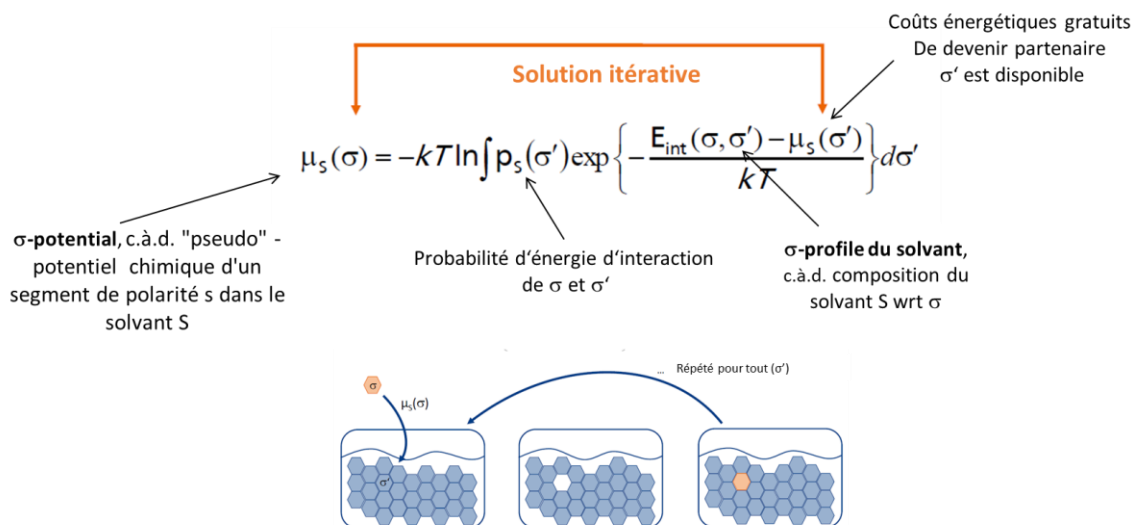 Coûts énergétiques gratuits
De devenir partenaire
σ‘ est disponible
Solution itérative
μs(σ) = -kT ln∫ps(σ')exp{-(Eint(σ,σ')-μs(σ'))/kT}dσ'
σ-potential, c.à.d. "pseudo" -
potentiel chimique d'un
segment de polarité s dans le
solvant S
Probabilité d‘énergie d‘interaction
de σ et σ‘
σ-profile du solvant,
c.à.d. composition du
solvant S wrt σ
... Répété pour tout (σ')
σ
μs(σ)
σ'